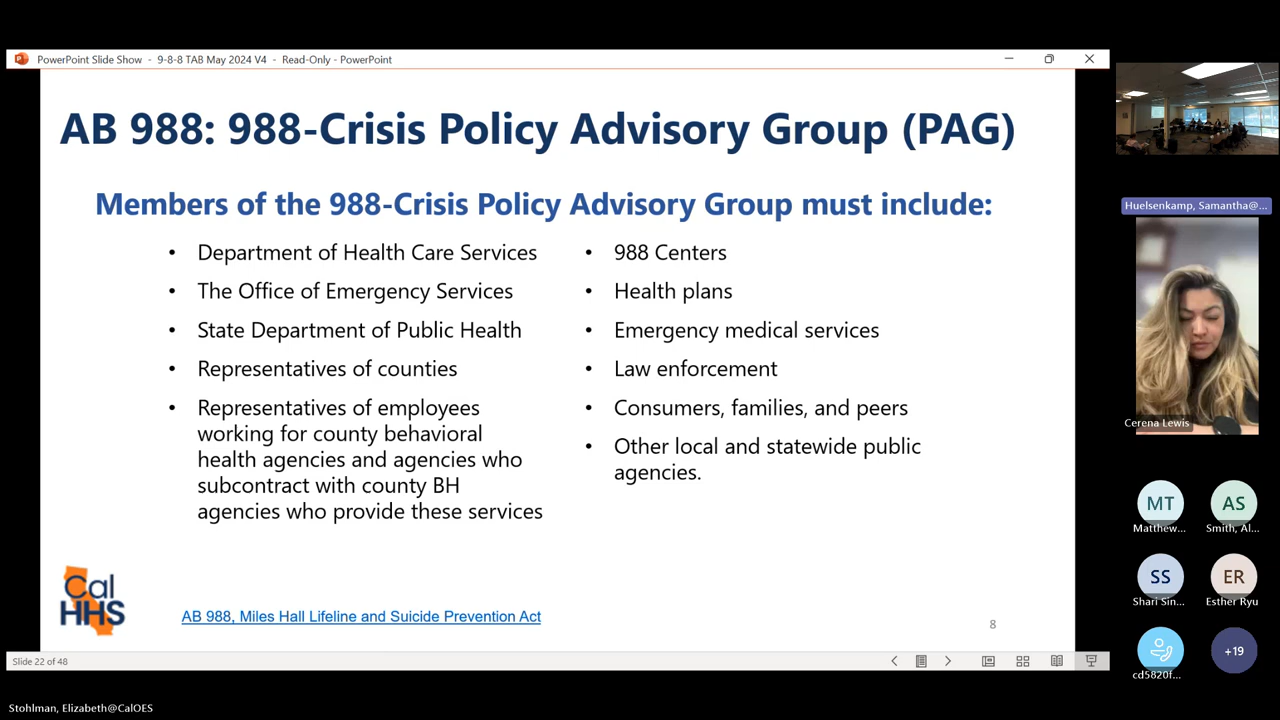 PowerPoint Slide Show - 9-8-8 TAB May 2024 V4 - Read-Only - PowerPoint
AB 988: 988-Crisis Policy Advisory Group (PAG)
Members of the 988-Crisis Policy Advisory Group must include:
• Department of Health Care Services
• The Office of Emergency Services
• State Department of Public Health
• Representatives of counties
• Representatives of employees
working for county behavioral
health agencies and agencies who
subcontract with county BH
agencies who provide these services
• 988 Centers
• Health plans
• Emergency medical services
• Law enforcement
• Consumers, families, and peers
• Other local and statewide public
agencies.
Cal
HHS
AB 988, Miles Hall Lifeline and Suicide Prevention Act
8
Slide 22 of 48
Huelsenkamp, Samantha@...
Cerena Lewis
MT
Matthew...
AS
Smith, Al...
SS
Shari Sin...
ER
Esther Ryu
cd5820f...
+19
Stohlman, Elizabeth@CalOES